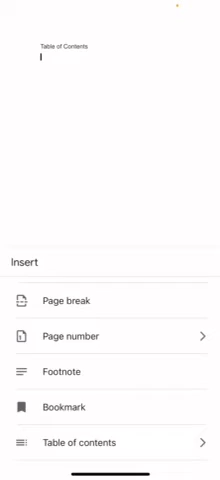 Table of Contents
Insert
Page break
Page number
Footnote
Bookmark
Table of contents